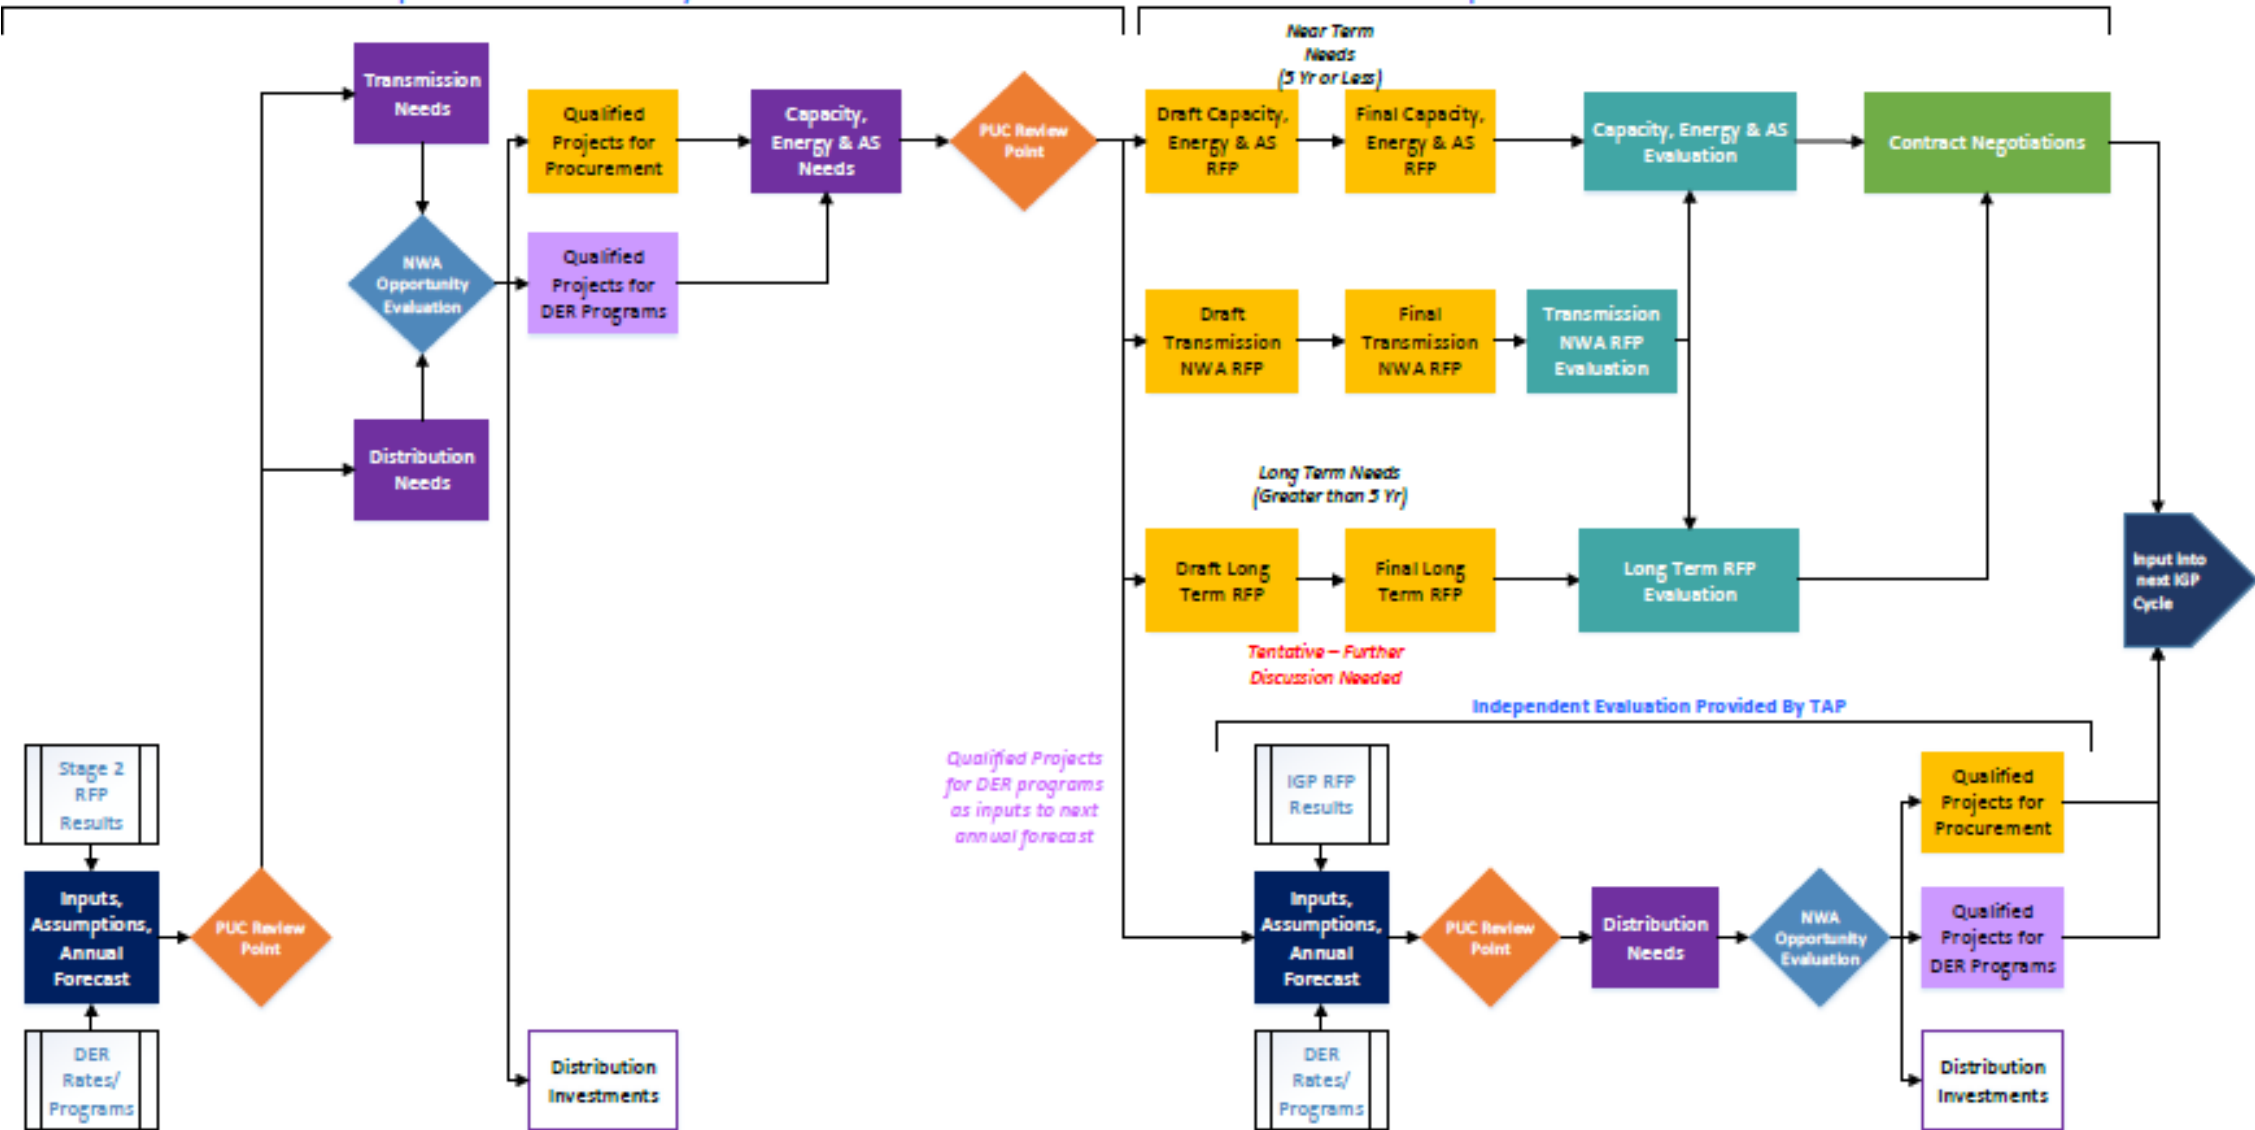 Near Term
Needs
(5 Yr or Less)
Transmission
Needs
Qualified
Projects for
Procurement
Capacity,
Energy & AS
Needs
PUC Review
Point
Draft Capacity,
Energy & AS
RFP
Final Capacity,
Energy & AS
RFP
Capacity, Energy & AS
Evaluation
Contract Negotiations
NWA
Opportunity
Evaluation
Qualified
Projects for
DER Programs
Draft
Transmission
NWA RFP
Final
Transmission
NWA RFP
Transmission
NWA RFP
Evaluation
Distribution
Needs
Long Term Needs
(Greater than 5 Yr)
Draft Long
Term RFP
Final Long
Term RFP
Long Term RFP
Evaluation
Input into
next IGP
Cycle
Tentative – Further
Discussion Needed
Independent Evaluation Provided By TAP
Stage 2
RFP
Results
Qualified Projects
for DER programs
as inputs to next
annual forecast
IGP RFP
Results
Qualified
Projects for
Procurement
Inputs,
Assumptions,
Annual
Forecast
PUC Review
Point
Inputs,
Assumptions,
Annual
Forecast
PUC Review
Point
Distribution
Needs
NWA
Opportunity
Evaluation
Qualified
Projects for
DER Programs
DER
Rates/
Programs
Distribution
Investments
DER
Rates/
Programs
Distribution
Investments